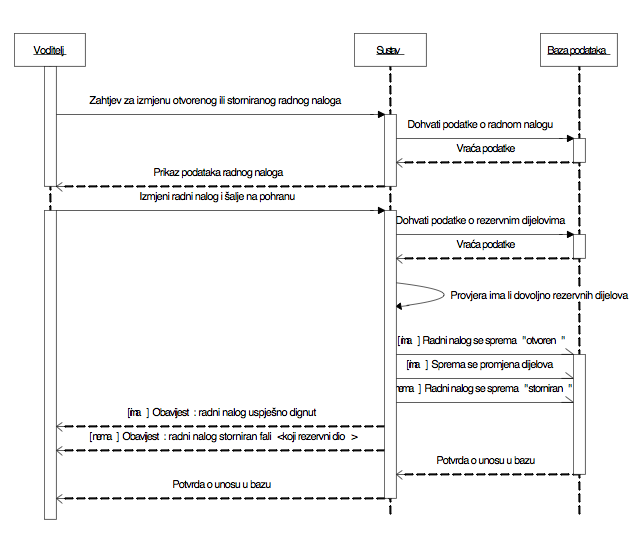 Voditelj
Sustav
Baza podataka
Zahtjev za izmjenu otvorenog ili storniranog radnog naloga
Dohvati podatke o radnom nalogu
Vraća podatke
Prikaz podataka radnog naloga
Izmjeni radni nalog i šalje na pohranu
Dohvati podatke o rezervnim dijelovima
Vraća podatke
Provjera ima li dovoljno rezervnih dijelova
[ima ] Radni nalog se sprema "otvoren "
[ima ] Sprema se promjena dijelova
[nema ] Radni nalog se sprema "storniran "
[ima ] Obavijest : radni nalog uspješno dignut
[nema ] Obavijest : radni nalog storniran fali <koji rezervni dio >
Potvrda o unosu u bazu
Potvrda o unosu u bazu